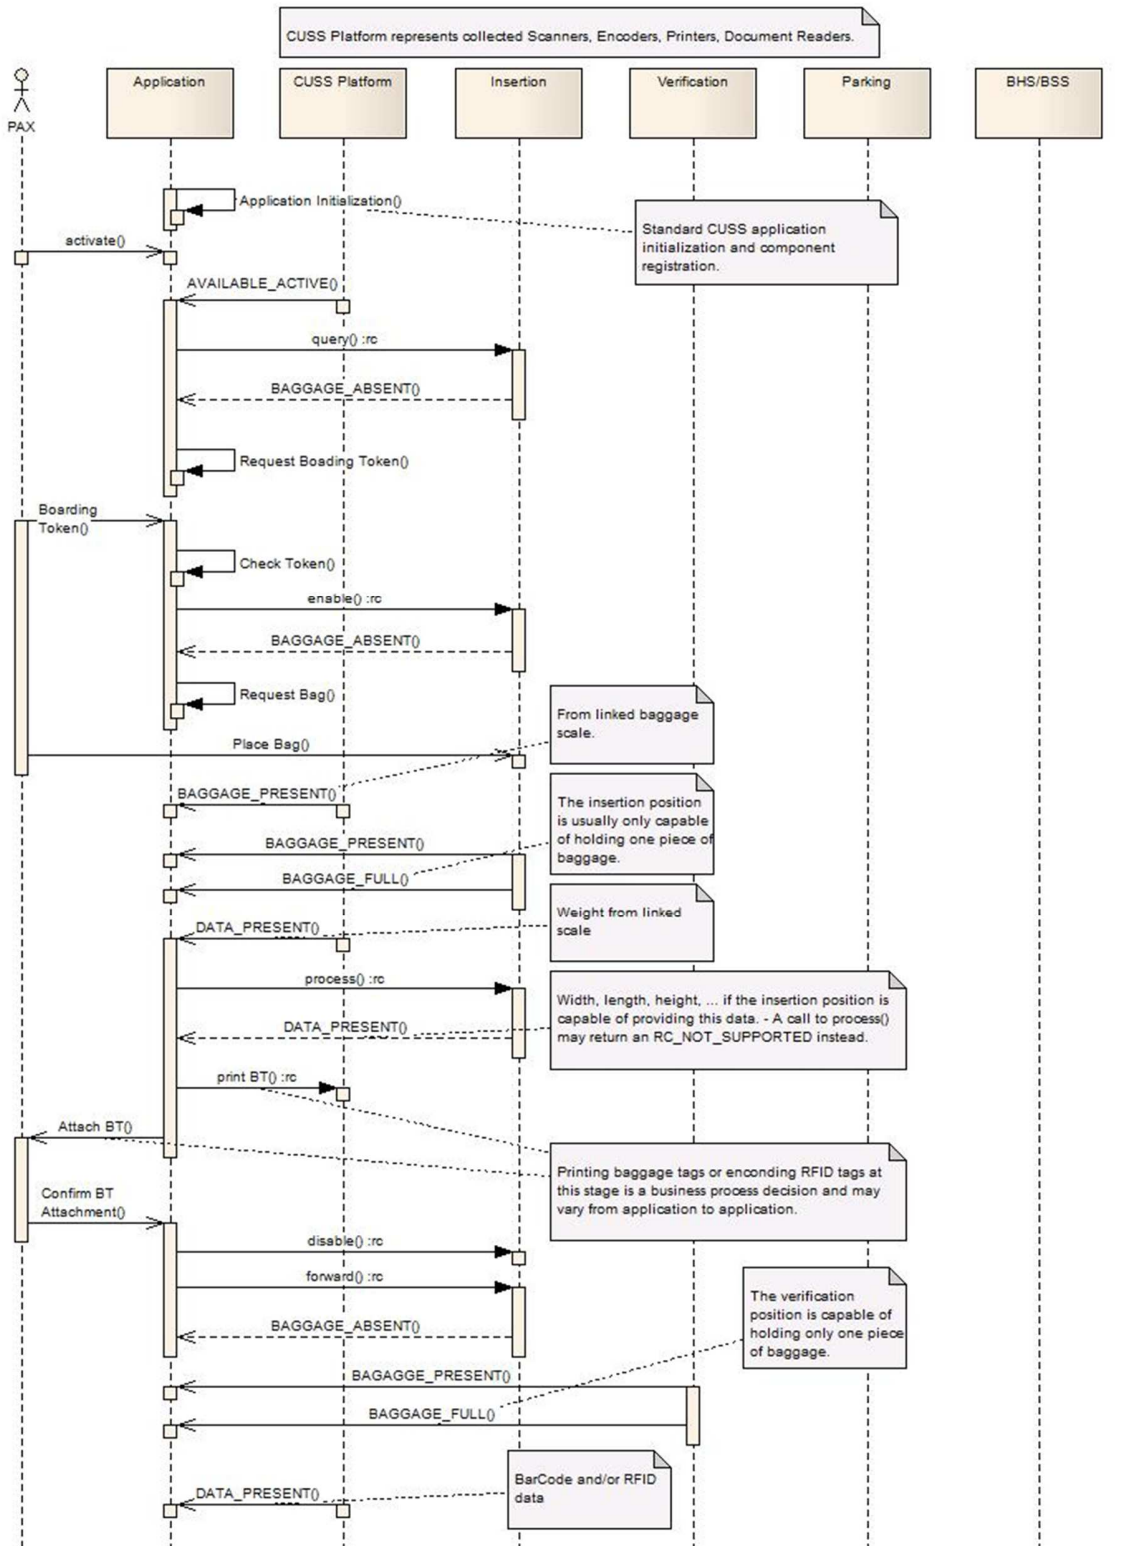 CUSS Platform represents collected Scanners, Encoders, Printers, Document Readers.
PAX
Application
CUSS Platform
Insertion
Verification
Parking
BHS/BSS
Application Initialization()
Standard CUSS application
initialization and component
registration.
activate()
AVAILABLE_ACTIVE()
query() :rc
BAGGAGE_ABSENT()
Request Boading Token()
Boarding
Token()
Check Token()
enable() :rc
BAGGAGE_ABSENT()
Request Bag()
From linked baggage
scale.
Place Bag()
BAGGAGE_PRESENT()
The insertion position
is usually only capable
of holding one piece of
baggage.
BAGGAGE_PRESENT()
BAGGAGE_FULL()
Weight from linked
scale
DATA_PRESENT()
process() :rc
Width, length, height, ... if the insertion position is
capable of providing this data. - A call to process()
may return an RC_NOT_SUPPORTED instead.
DATA_PRESENT()
print BT() :rc
Attach BT()
Printing baggage tags or enconding RFID tags at
this stage is a business process decision and may
vary from application to application.
Confirm BT
Attachment()
disable() :rc
forward() :rc
The verification
position is capable of
holding only one piece
of baggage.
BAGGAGE_ABSENT()
BAGAGGE_PRESENT()
BAGGAGE_FULL()
BarCode and/or RFID
data
DATA_PRESENT()